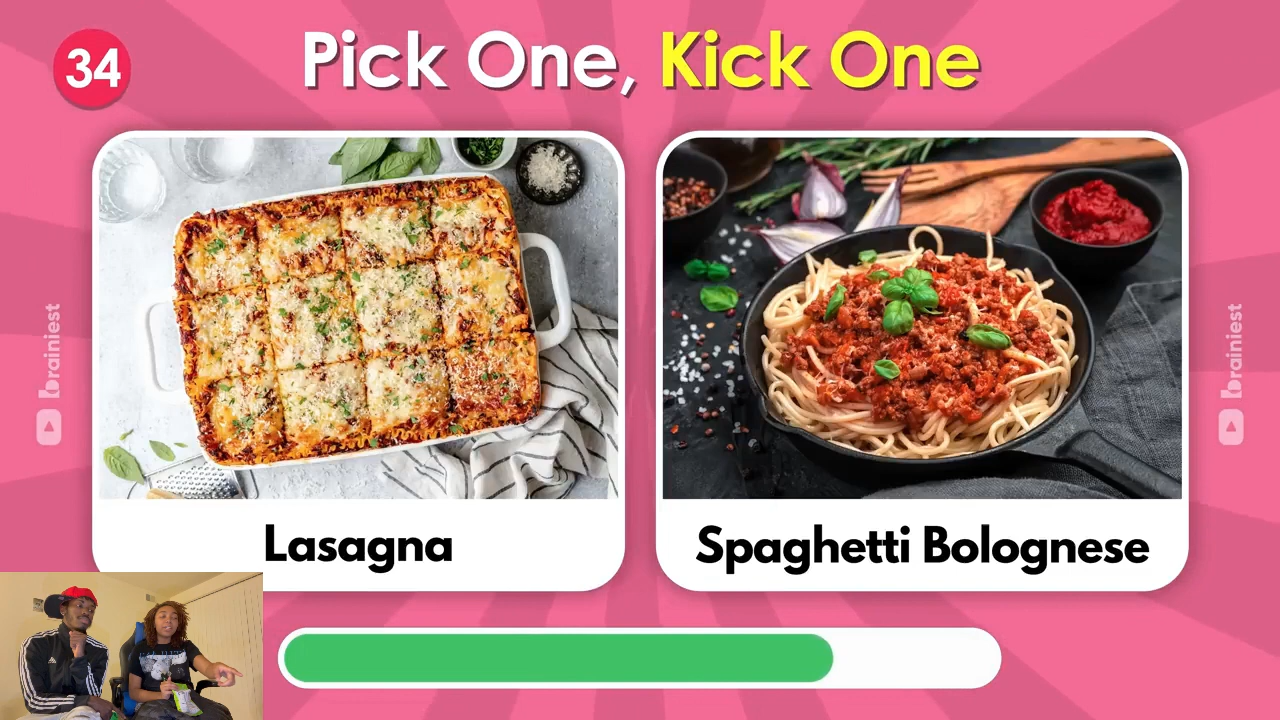 34
Pick One, Kick One
brainiest
brainiest
Lasagna
Spaghetti Bolognese